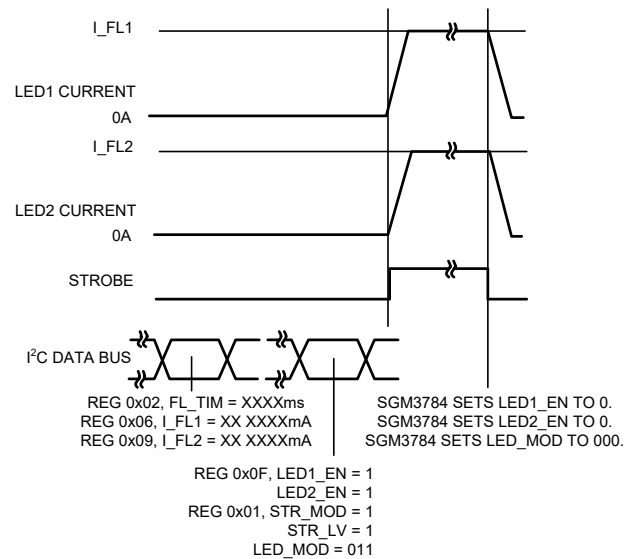 I_FL1
LED1 CURRENT
0A
I_FL2
LED2 CURRENT
0A
STROBE
I²C DATA BUS
REG 0x02, FL_TIM = XXXXms
REG 0x06, I_FL1 = XX XXXXmA
REG 0x09, I_FL2 = XX XXXXmA
SGM3784 SETS LED1_EN TO 0.
SGM3784 SETS LED2_EN TO 0.
SGM3784 SETS LED_MOD TO 000.
REG 0x0F, LED1_EN = 1
LED2_EN = 1
REG 0x01, STR_MOD = 1
STR_LV = 1
LED_MOD = 011